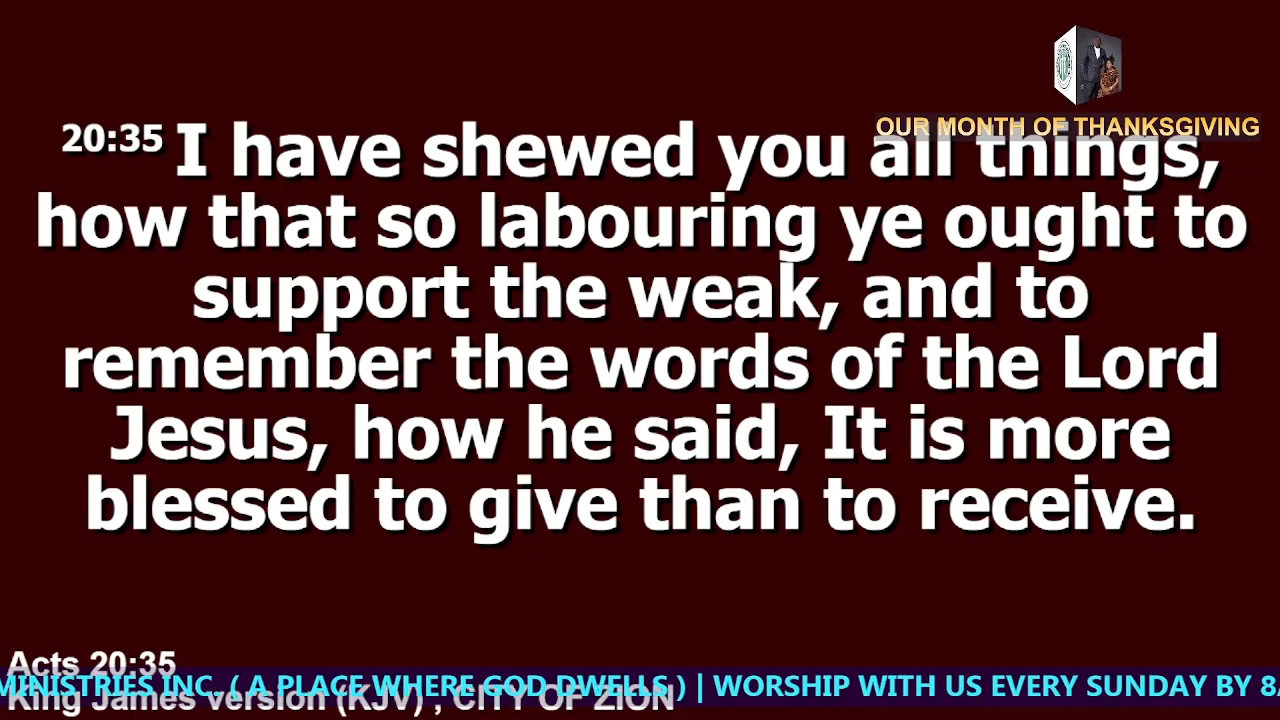 OUR MONTH OF THANKSGIVING
20:35 I have shewed you all things,
how that so labouring ye ought to
support the weak, and to
remember the words of the Lord
Jesus, how he said, It is more
blessed to give than to receive.
Acts 20:35
MINISTRIES INC. ( A PLACE WHERE GOD DWELLS ) | WORSHIP WITH US EVERY SUNDAY BY 8
King James version (KJV) , CITY OF ZION